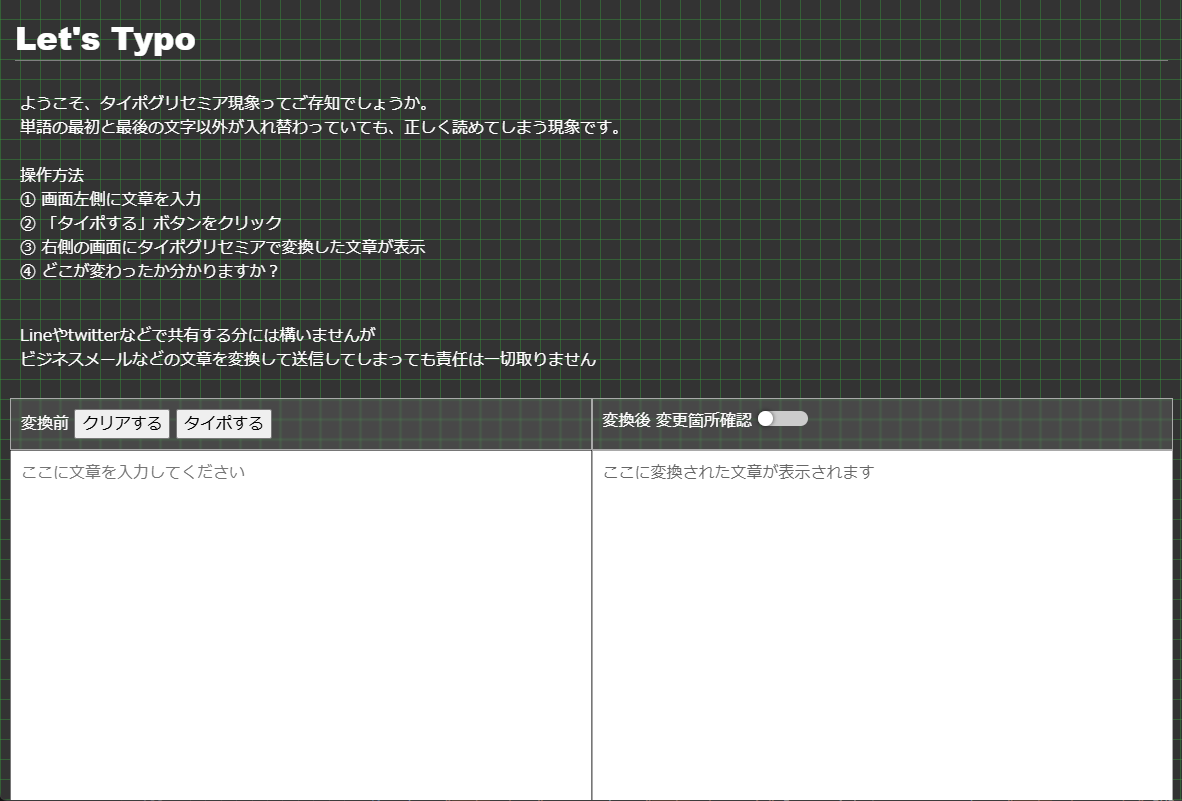 Let's Typo
ようこそ、タイポグリセミア現象ってご存知でしょうか。
単語の最初と最後の文字以外が入れ替わっていても、正しく読めてしまう現象です。
操作方法
① 画面左側に文章を入力
② 「タイポする」ボタンをクリック
③ 右側の画面にタイポグリセミアで変換した文章が表示
④ どこが変わったか分かりますか？
Lineやtwitterなどで共有する分には構いませんが
ビジネスメールなどの文章を変換して送信してしまっても責任は一切取りません
変換前 クリアする タイポする
変換後 変更箇所確認
ここに文章を入力してください
ここに変換された文章が表示されます